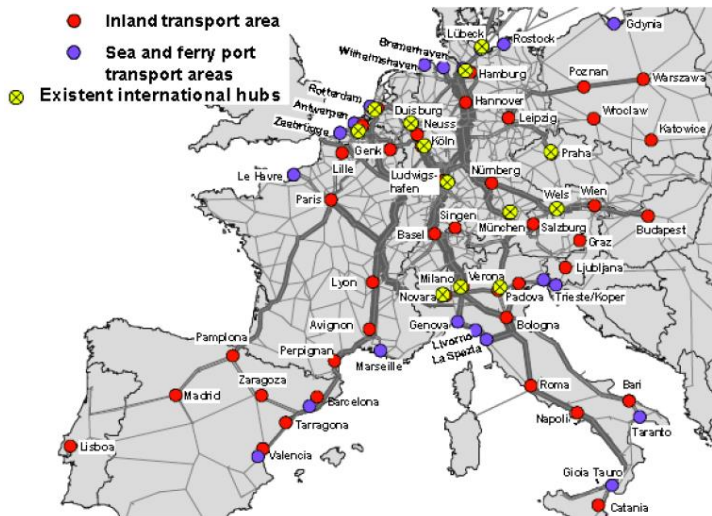 Inland transport area
Sea and ferry port
transport areas
Existent international hubs
Gdynia
Lübeck
Rostock
Bremerhaven
Wilhelmshaven
Hamburg
Poznan
Warszawa
Rotterdam
Hannover
Antwerpen
Duisburg
Leipzig
Wrocław
Zeebrügge
Neuss
Katowice
Genk
Köln
Praha
Lille
Le Havre
Ludwigs-
hafen
Nürnberg
Paris
Wels
Wien
Singen
Basel
München
Salzburg
Budapest
Graz
Lyon
Milano
Verona
Ljubljana
Novara
Padova
Trieste/Koper
Avignon
Genova
Bologna
Pamplona
Livorno
La Spezia
Perpignan
Marseille
Zaragoza
Madrid
Barcelona
Roma
Bari
Tarragona
Napoli
Taranto
Lisboa
Valencia
Gioia Tauro
Catania